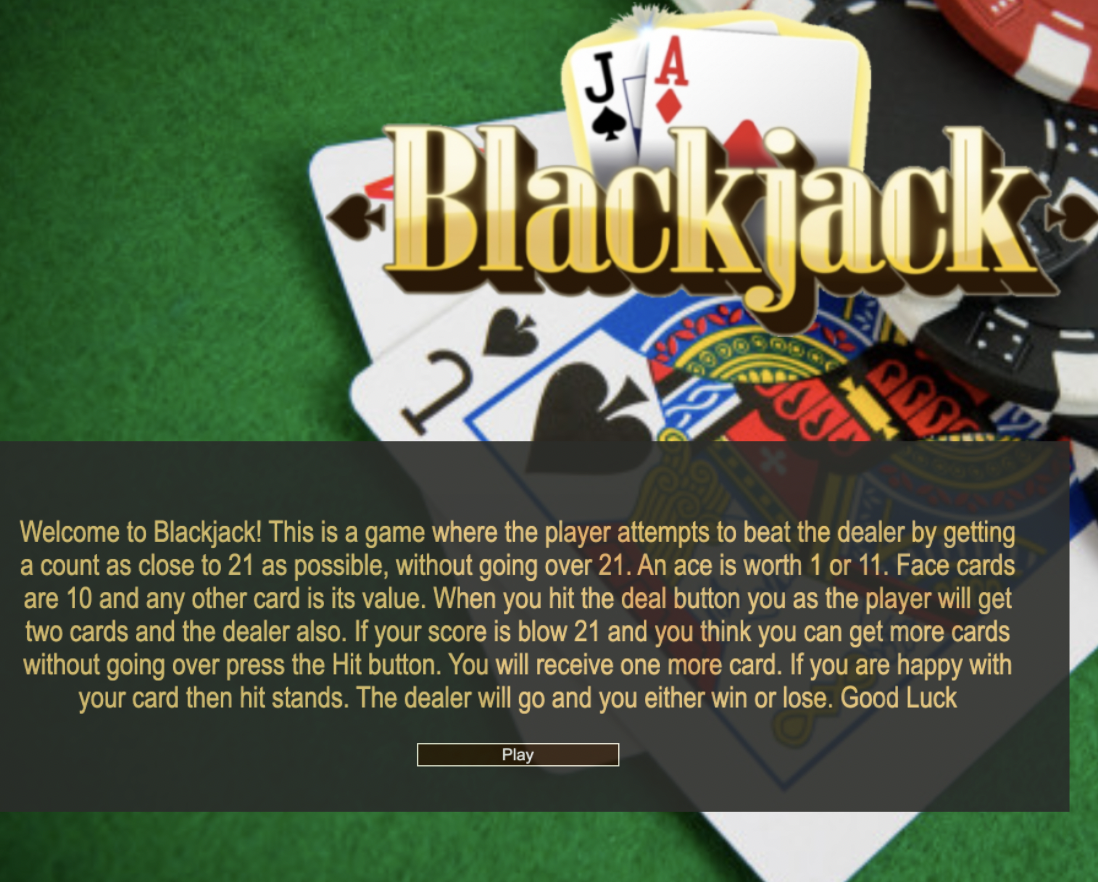 J A
Blackjack
J
Welcome to Blackjack! This is a game where the player attempts to beat the dealer by getting
a count as close to 21 as possible, without going over 21. An ace is worth 1 or 11. Face cards
are 10 and any other card is its value. When you hit the deal button you as the player will get
two cards and the dealer also. If your score is blow 21 and you think you can get more cards
without going over press the Hit button. You will receive one more card. If you are happy with
your card then hit stands. The dealer will go and you either win or lose. Good Luck
Play